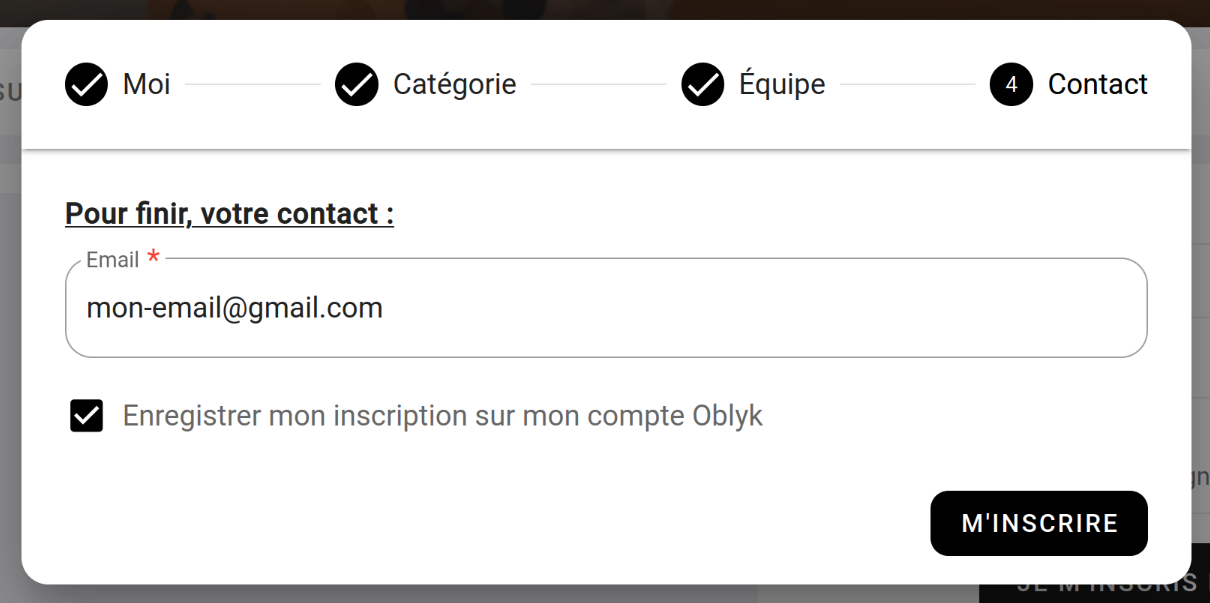 Moi
Catégorie
Équipe
4 Contact
Pour finir, votre contact :
Email *
mon-email@gmail.com
Enregistrer mon inscription sur mon compte Oblyk
M'INSCRIRE
JE M'INSCRIS